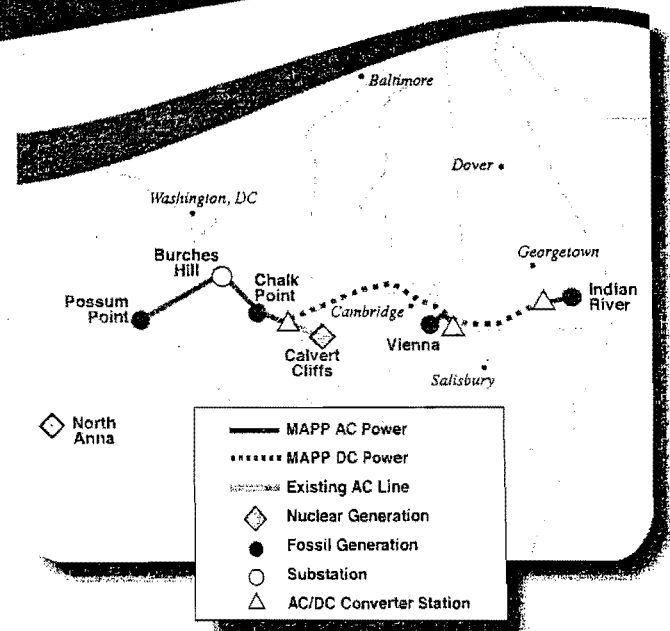 Baltimore
Dover
Washington, DC
Burches
Hill
Georgetown
Chalk
Point
Indian
River
Possum
Point
Cambridge
Vienna
Calvert
Cliffs
Salisbury
North
Anna
MAPP AC Power
MAPP DC Power
Existing AC Line
Nuclear Generation
Fossil Generation
Substation
AC/DC Converter Station